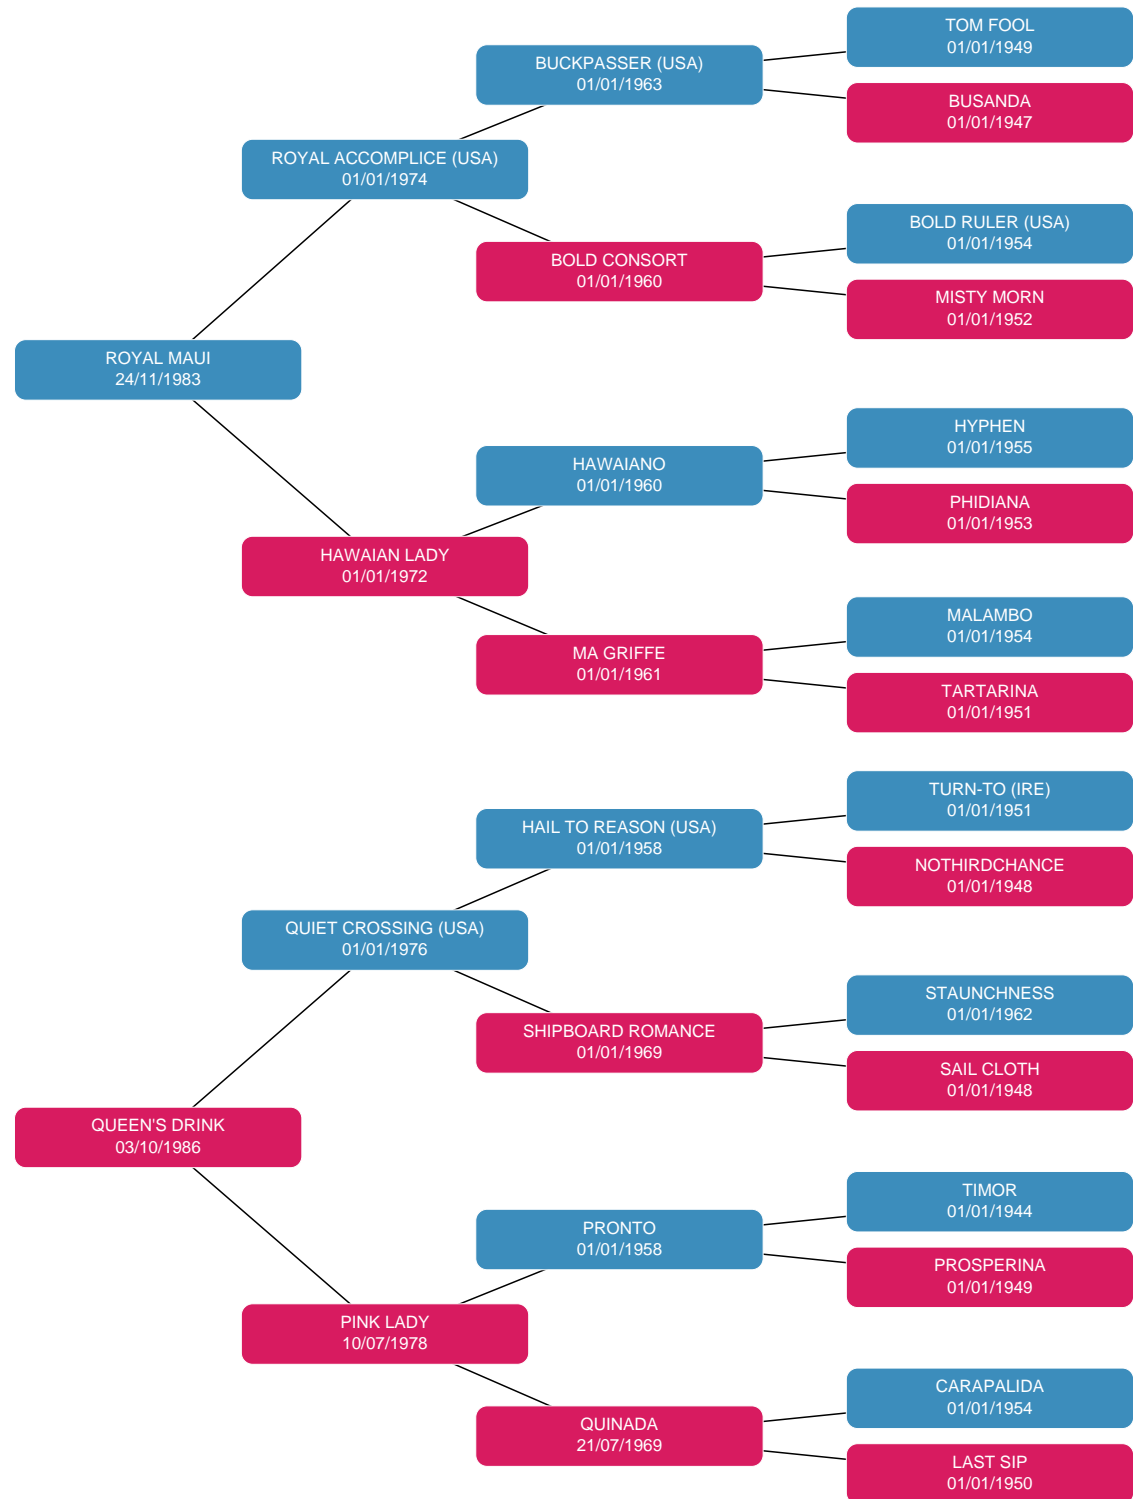 TOM FOOL
01/01/1949
BUCKPASSER (USA)
01/01/1963
BUSANDA
01/01/1947
ROYAL ACCOMPLICE (USA)
01/01/1974
BOLD RULER (USA)
01/01/1954
BOLD CONSORT
01/01/1960
MISTY MORN
01/01/1952
ROYAL MAUI
24/11/1983
HYPHEN
01/01/1955
HAWAIANO
01/01/1960
PHIDIANA
01/01/1953
HAWAIAN LADY
01/01/1972
MALAMBO
01/01/1954
MA GRIFFE
01/01/1961
TARTARINA
01/01/1951
TURN-TO (IRE)
01/01/1951
HAIL TO REASON (USA)
01/01/1958
NOTHIRDCHANCE
01/01/1948
QUIET CROSSING (USA)
01/01/1976
STAUNCHNESS
01/01/1962
SHIPBOARD ROMANCE
01/01/1969
SAIL CLOTH
01/01/1948
QUEEN'S DRINK
03/10/1986
TIMOR
01/01/1944
PRONTO
01/01/1958
PROSPERINA
01/01/1949
PINK LADY
10/07/1978
CARAPALIDA
01/01/1954
QUINADA
21/07/1969
LAST SIP
01/01/1950